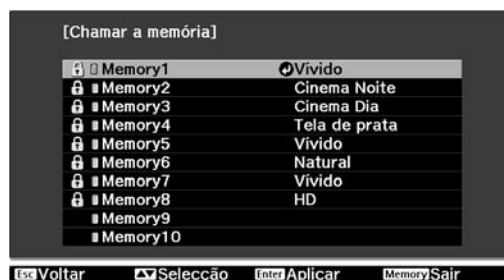 [Chamar a memória]
Memory1 Vívido
Memory2 Cinema Noite
Memory3 Cinema Dia
Memory4 Tela de prata
Memory5 Vívido
Memory6 Natural
Memory7 Vívido
Memory8 HD
Memory9
Memory10
Esc Voltar Selecção Enter Aplicar Memory Sair